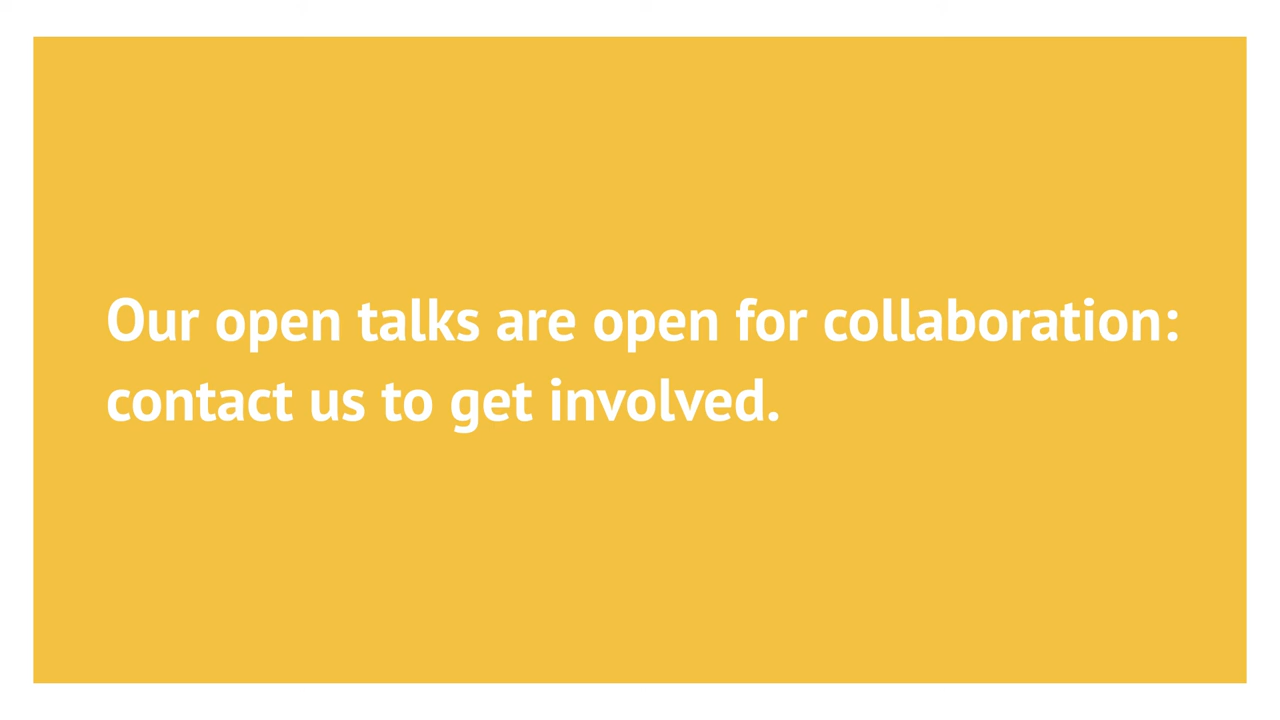 Our open talks are open for collaboration:
contact us to get involved.